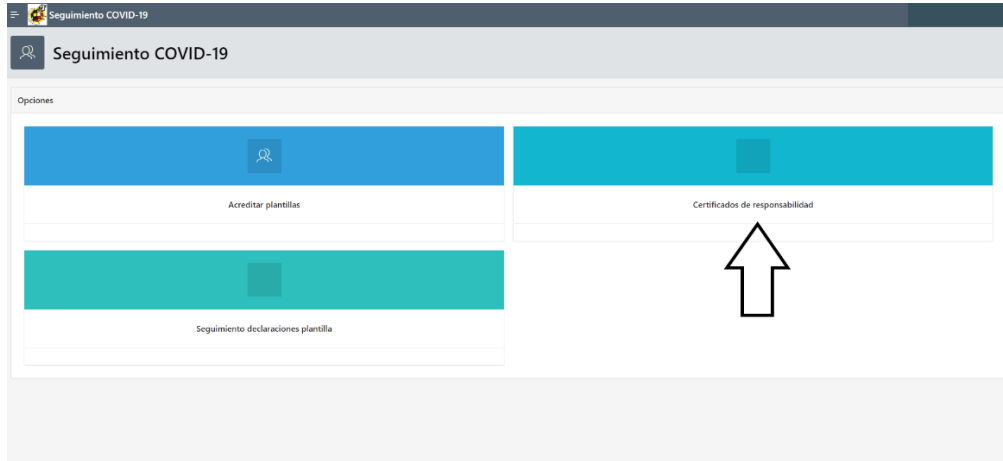 Seguimiento COVID-19
Seguimiento COVID-19
Opciones
Acreditar plantillas
Certificados de responsabilidad
Seguimiento declaraciones plantilla